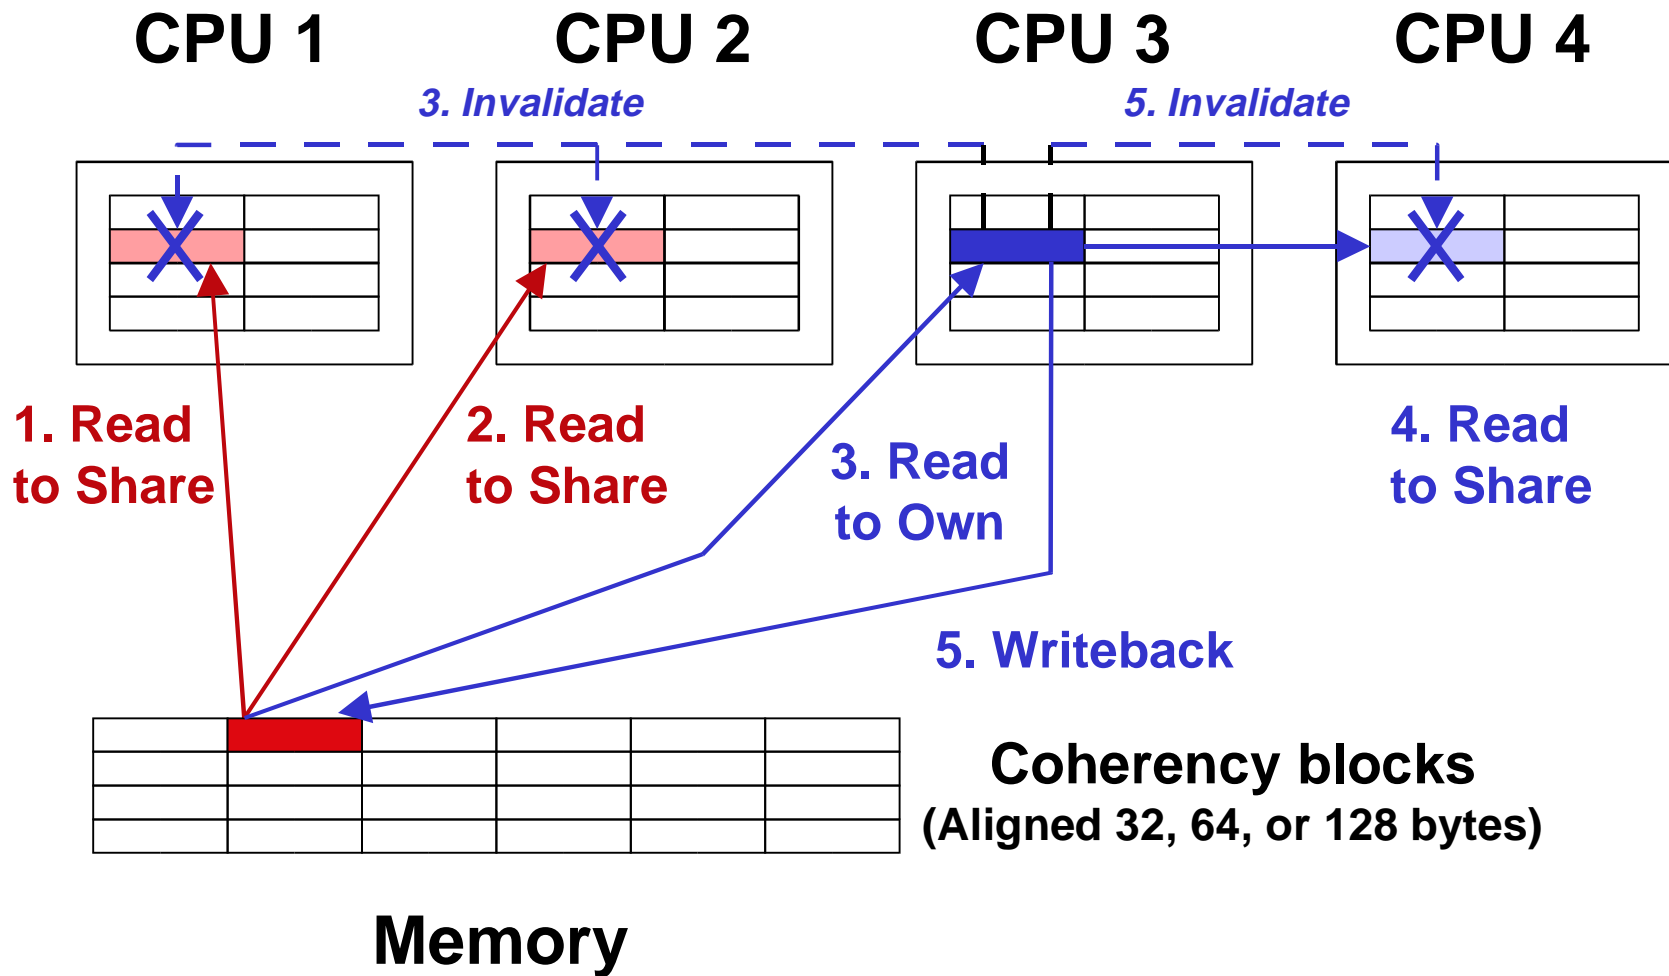 CPU 1
CPU 2
CPU 3
CPU 4
3. Invalidate
5. Invalidate
1. Read
to Share
2. Read
to Share
3. Read
to Own
4. Read
to Share
5. Writeback
Coherency blocks
(Aligned 32, 64, or 128 bytes)
Memory